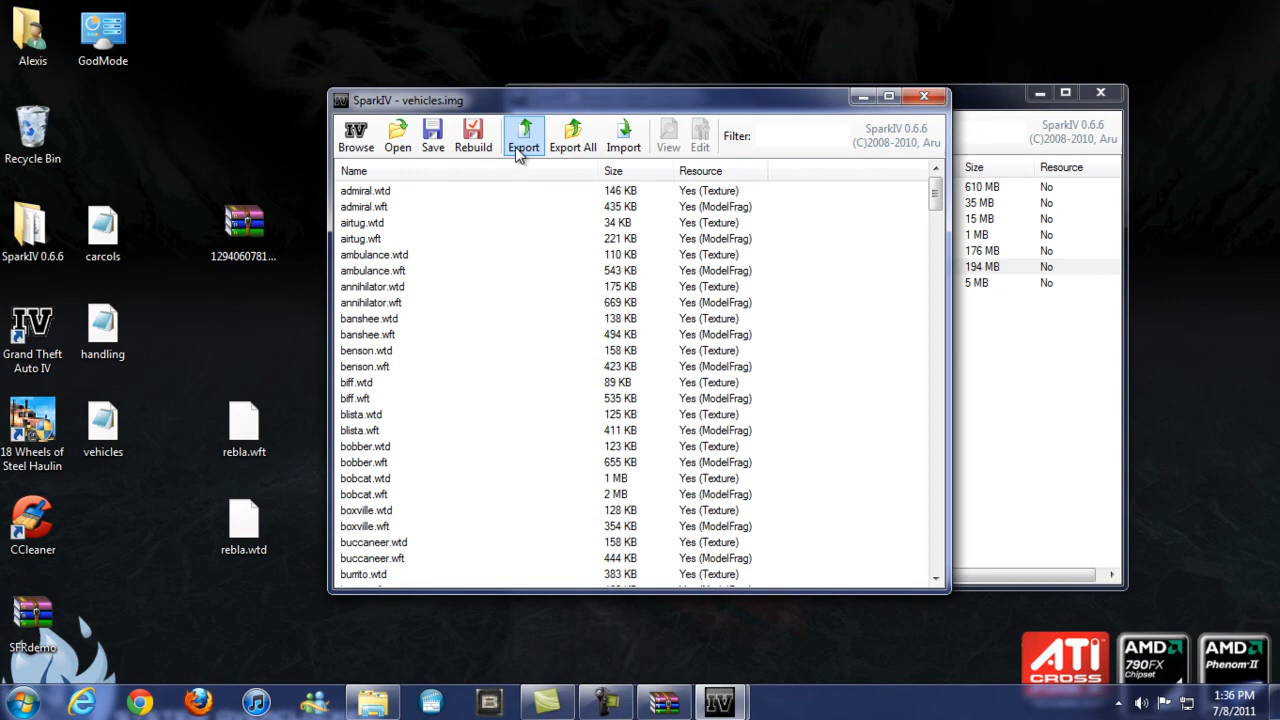 Alexis
GodMode
Recycle Bin
SparkIV 0.6.6
carcols
1294060781...
IV
Grand Theft
Auto IV
handling
18 Wheels of
Steel Haulin
vehicles
rebla.wft
CCleaner
rebla.wtd
SFRdemo
IV
SparkIV - vehicles.img
IV
Browse
Open
Save
Rebuild
Export
Export All
Import
View
Edit
Filter:
SparkIV 0.6.6
(C)2008-2010, Aru
Name
Size
Resource
admiral.wtd 146 KB Yes (Texture)
admiral.wft 435 KB Yes (ModelFrag)
airtug.wtd 34 KB Yes (Texture)
airtug.wft 221 KB Yes (ModelFrag)
ambulance.wtd 110 KB Yes (Texture)
ambulance.wft 543 KB Yes (ModelFrag)
annihilator.wtd 175 KB Yes (Texture)
annihilator.wft 669 KB Yes (ModelFrag)
banshee.wtd 138 KB Yes (Texture)
banshee.wft 494 KB Yes (ModelFrag)
benson.wtd 158 KB Yes (Texture)
benson.wft 423 KB Yes (ModelFrag)
biff.wtd 89 KB Yes (Texture)
biff.wft 535 KB Yes (ModelFrag)
blista.wtd 125 KB Yes (Texture)
blista.wft 411 KB Yes (ModelFrag)
bobber.wtd 123 KB Yes (Texture)
bobber.wft 655 KB Yes (ModelFrag)
bobcat.wtd 1 MB Yes (Texture)
bobcat.wft 2 MB Yes (ModelFrag)
boxville.wtd 128 KB Yes (Texture)
boxville.wft 354 KB Yes (ModelFrag)
buccaneer.wtd 158 KB Yes (Texture)
buccaneer.wft 444 KB Yes (ModelFrag)
burrito.wtd 383 KB Yes (Texture)
SparkIV 0.6.6
(C)2008-2010, Aru
Size Resource
610 MB No
35 MB No
15 MB No
1 MB No
176 MB No
194 MB No
5 MB No
ATI
CROSS
AMD
790FX
Chipset
AMD
Phenom-II
B
IV
1:36 PM
7/8/2011